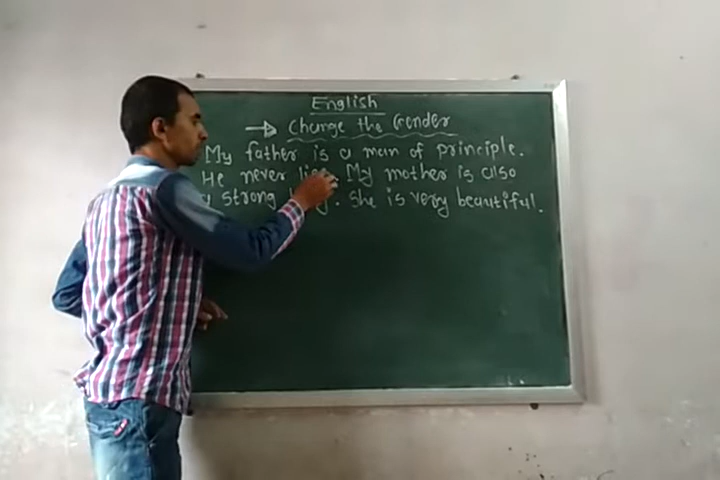 English
→ Change the Gender
My father is a man of principle.
He never lies. My mother is also
a strong . She is very beautiful.